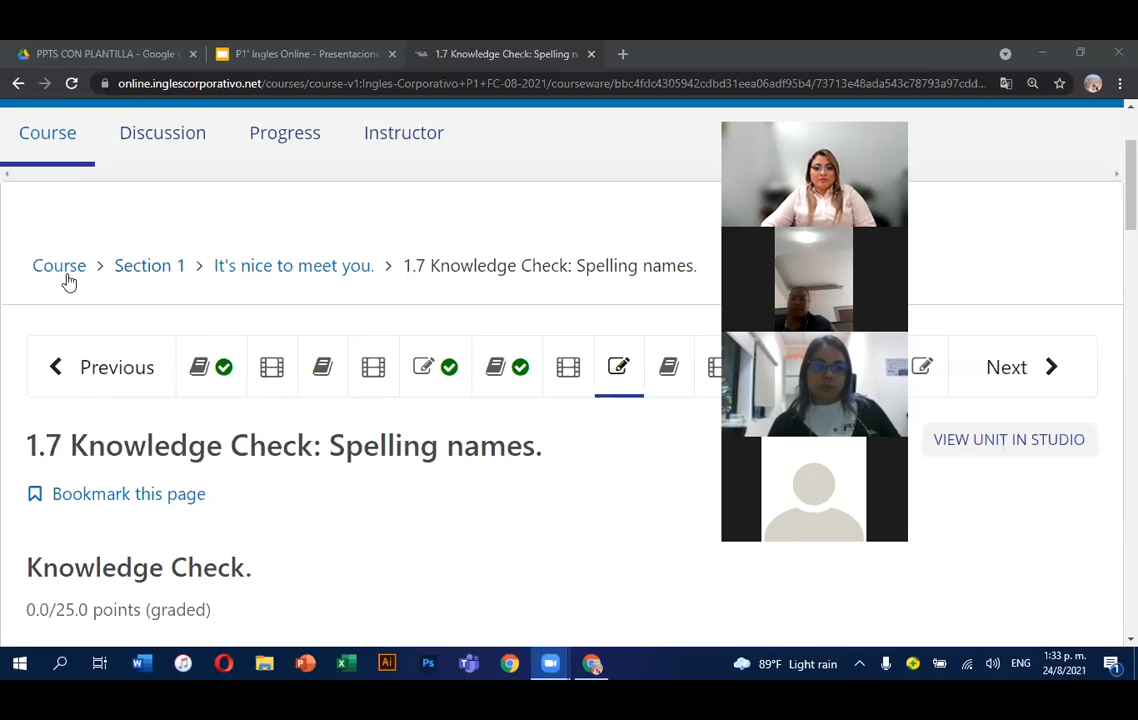 PPTS CON PLANTILLA - Google
P1' Ingles Online - Presentacion
1.7 Knowledge Check: Spelling n
online.inglescorporativo.net/courses/course-v1:Ingles-Corporativo+P1+FC-08-2021/courseware/bbc4fdc4305942cdbd31eea06adf95b4/73713e48ada543c78793a97cdd...
Course Discussion Progress Instructor
Course > Section 1 > It's nice to meet you. > 1.7 Knowledge Check: Spelling names.
Previous Next
1.7 Knowledge Check: Spelling names.
VIEW UNIT IN STUDIO
Bookmark this page
Knowledge Check.
0.0/25.0 points (graded)
89°F Light rain
ENG
1:33 p. m.
24/8/2021
1